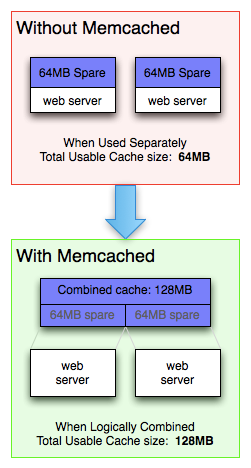 Without Memcached
64MB Spare
64MB Spare
web server
web server
When Used Separately
Total Usable Cache size: 64MB
With Memcached
Combined cache: 128MB
64MB spare
64MB spare
web
server
web
server
When Logically Combined
Total Usable Cache size: 128MB